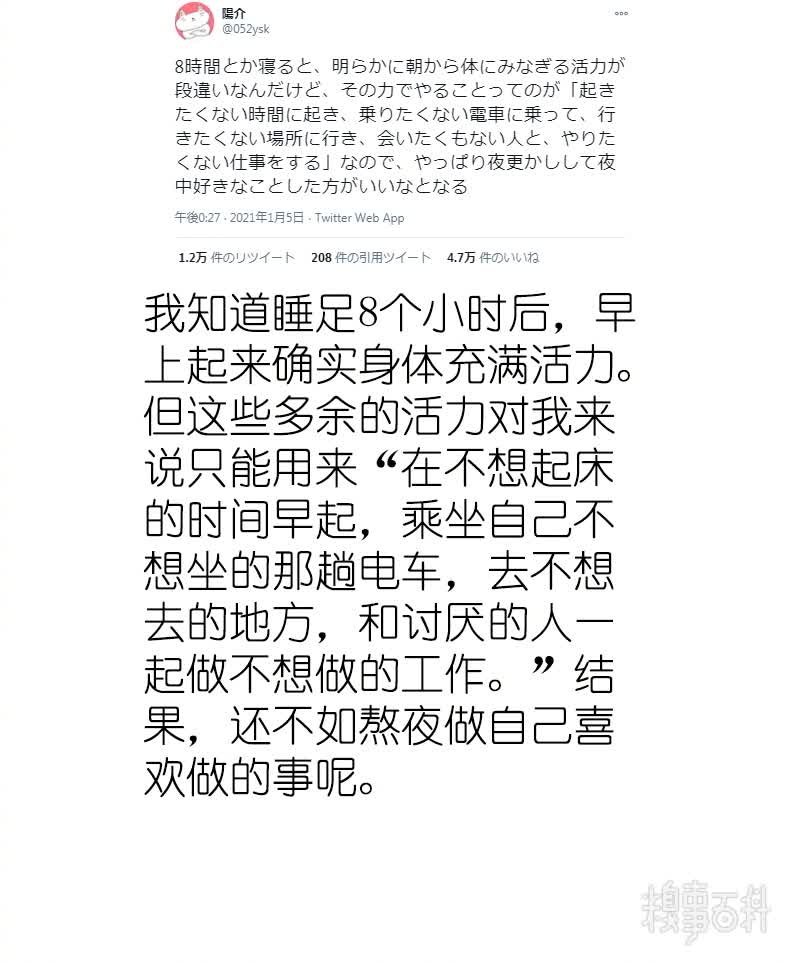 陽介
@052ysk
8時間とか寝ると、明らかに朝から体にみなぎる活力が
段違いなんだけど、その力でやることってのが「起き
たくない時間に起き、乗りたくない電車に乗って、行
きたくない場所に行き、会いたくもない人と、やりた
くない仕事をする」なので、やっぱり夜更かしして夜
中好きなことした方がいいなとなる
午後0:27 · 2021年1月5日 · Twitter Web App
1.2万 件のリツイート 208 件の引用ツイート 4.7万 件のいいね
我知道睡足8个小时后，早
上起来确实身体充满活力。
但这些多余的活力对我来
说只能用来“在不想起床
的时间早起，乘坐自己不
想坐的那趟电车，去不想
去的地方，和讨厌的人一
起做不想做的工作。”结
果，还不如熬夜做自己喜
欢做的事呢。
糗事百科